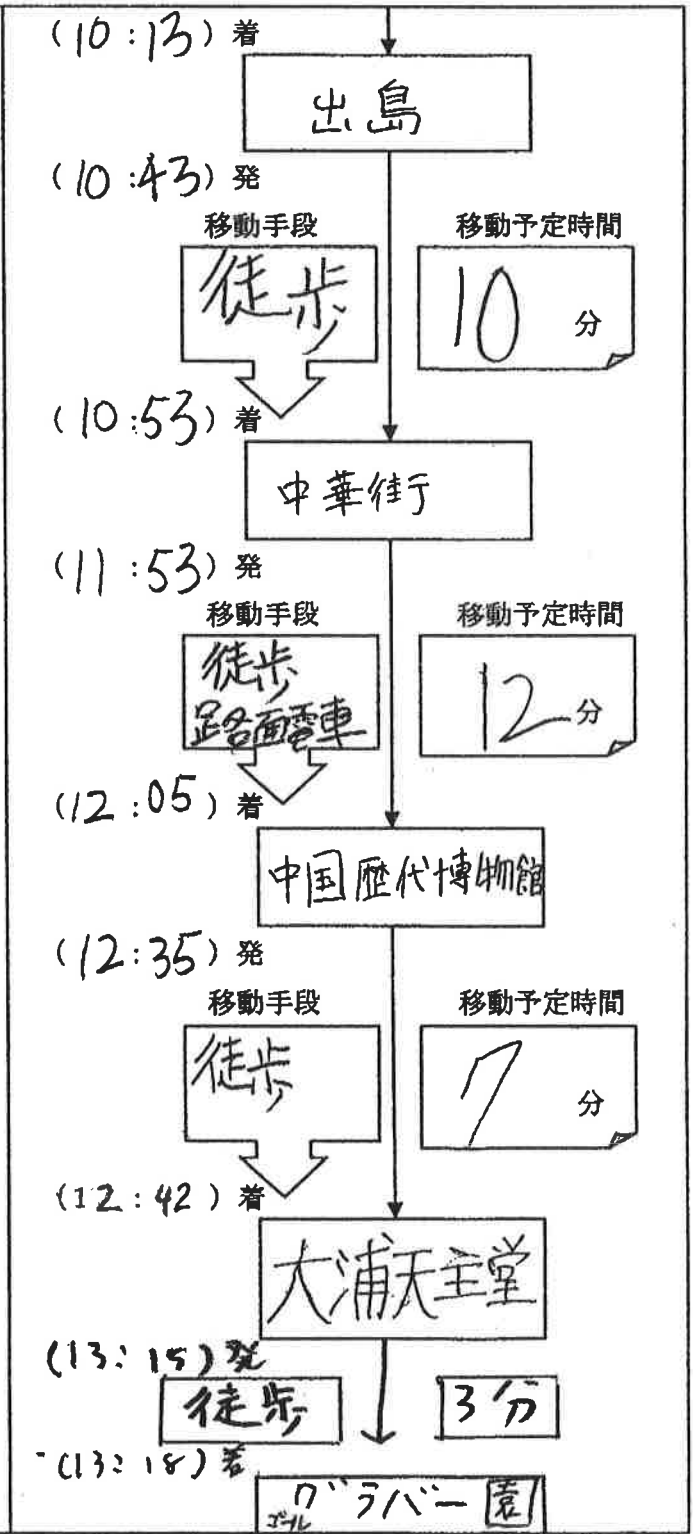 (10:13)着
出島
(10:43)発
移動手段 移動予定時間
徒歩 10分
(10:53)着
中華街
(11:53)発
移動手段 移動予定時間
徒歩
路面電車
12分
(12:05)着
中国歴代博物館
(12:35)発
移動手段 移動予定時間
徒歩 7分
(12:42)着
大浦天主堂
(13:15)発
徒歩 3分
(13:18)着
グラバー園
ゴール